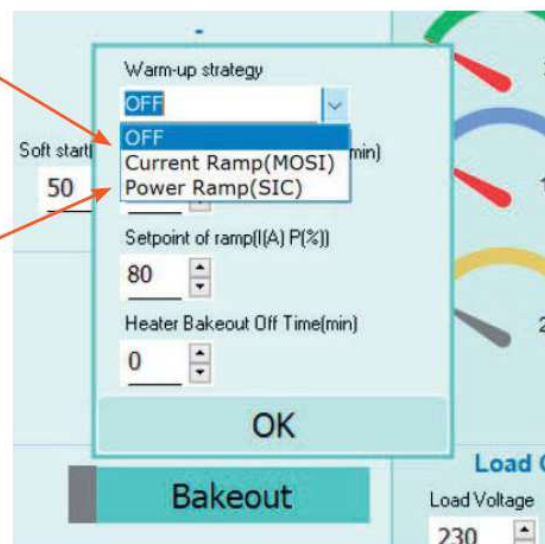 Warm-up strategy
OFF
OFF
Current Ramp(MOSI)
Power Ramp(SIC)
Soft start(
min)
50
Setpoint of ramp(I(A) P(%))
80
Heater Bakeout Off Time(min)
0
OK
Bakeout
Load
Load Voltage
230